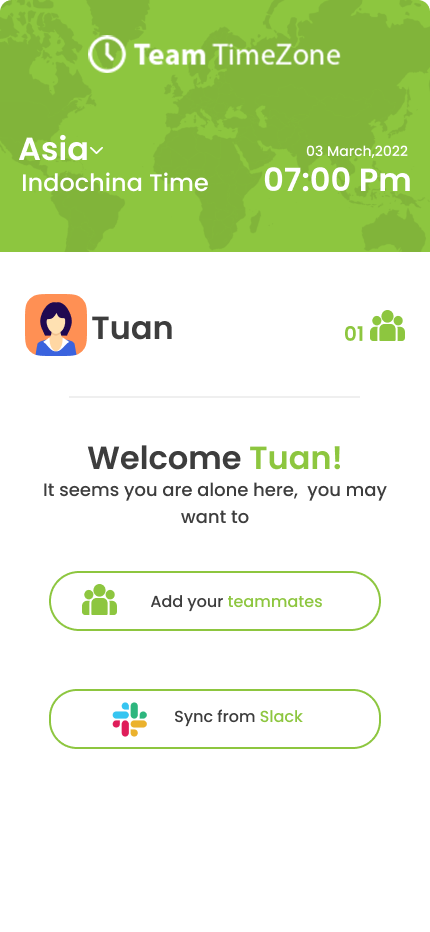 Team TimeZone
Asia
03 March,2022
Indochina Time
07:00 Pm
Tuan
01
Welcome Tuan!
It seems you are alone here, you may
want to
Add your teammates
Sync from Slack